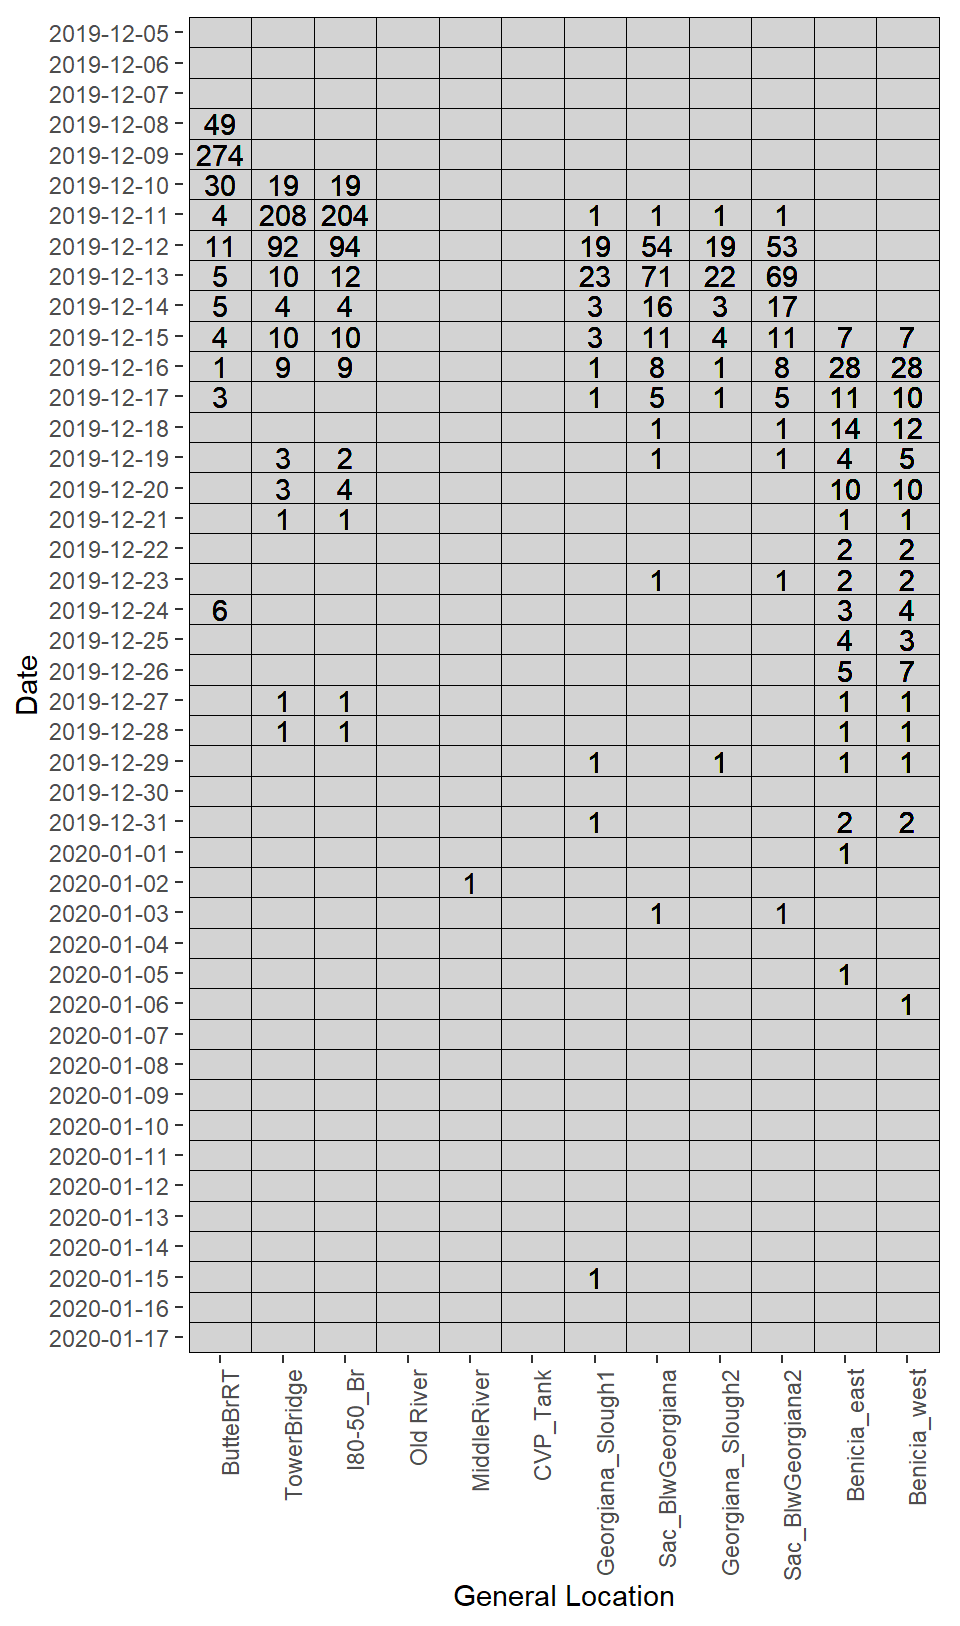 2019-12-05
2019-12-06
2019-12-07
2019-12-08 49
2019-12-09 274
2019-12-10 30 19 19
2019-12-11 4 208 204 1 1 1 1
2019-12-12 11 92 94 19 54 19 53
2019-12-13 5 10 12 23 71 22 69
2019-12-14 5 4 4 3 16 3 17
2019-12-15 4 10 10 3 11 4 11 7 7
2019-12-16 1 9 9 1 8 1 8 28 28
2019-12-17 3 1 5 1 5 11 10
2019-12-18 1 1 14 12
2019-12-19 3 2 1 1 4 5
2019-12-20 3 4 10 10
2019-12-21 1 1 1 1
2019-12-22 2 2
2019-12-23 1 1 2 2
2019-12-24 6 3 4
2019-12-25 4 3
2019-12-26 5 7
2019-12-27 1 1 1 1
2019-12-28 1 1 1 1
2019-12-29 1 1 1 1
2019-12-30
2019-12-31 1 2 2
2020-01-01 1
2020-01-02 1
2020-01-03 1 1
2020-01-04
2020-01-05 1
2020-01-06 1
2020-01-07
2020-01-08
2020-01-09
2020-01-10
2020-01-11
2020-01-12
2020-01-13
2020-01-14
2020-01-15 1
2020-01-16
2020-01-17
Date
ButteBrRT
TowerBridge
I80-50_Br
Old River
MiddleRiver
CVP_Tank
Georgiana_Slough1
Sac_BlwGeorgiana
Georgiana_Slough2
Sac_BlwGeorgiana2
Benicia_east
Benicia_west
General Location